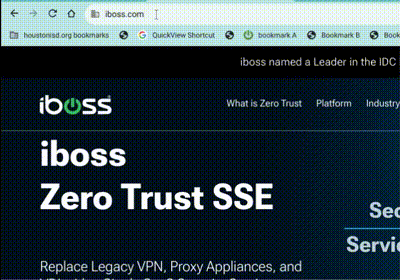 iboss.com
houstonisd.org bookmarks QuickView Shortcut bookmark A Bookmark B Book
iboss named a Leader in the IDC
iboss
What is Zero Trust Platform Industry
iboss
Zero Trust SSE
Sec
Servic
Replace Legacy VPN, Proxy Appliances, and